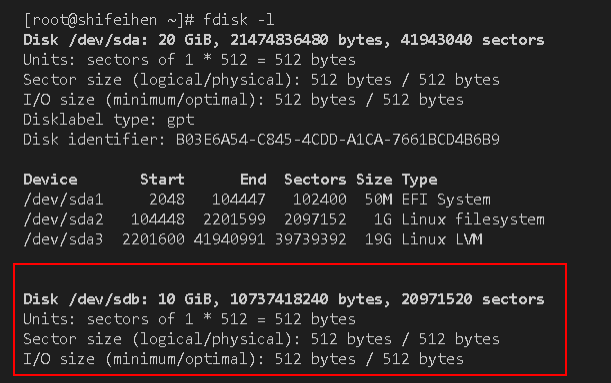 [root@shifeihen ~]# fdisk -l
Disk /dev/sda: 20 GiB, 21474836480 bytes, 41943040 sectors
Units: sectors of 1 * 512 = 512 bytes
Sector size (logical/physical): 512 bytes / 512 bytes
I/O size (minimum/optimal): 512 bytes / 512 bytes
Disklabel type: gpt
Disk identifier: B03E6A54-C845-4CDD-A1CA-7661BCD4B6B9
Device Start End Sectors Size Type
/dev/sda1 2048 104447 102400 50M EFI System
/dev/sda2 104448 2201599 2097152 1G Linux filesystem
/dev/sda3 2201600 41940991 39739392 19G Linux LVM
Disk /dev/sdb: 10 GiB, 10737418240 bytes, 20971520 sectors
Units: sectors of 1 * 512 = 512 bytes
Sector size (logical/physical): 512 bytes / 512 bytes
I/O size (minimum/optimal): 512 bytes / 512 bytes